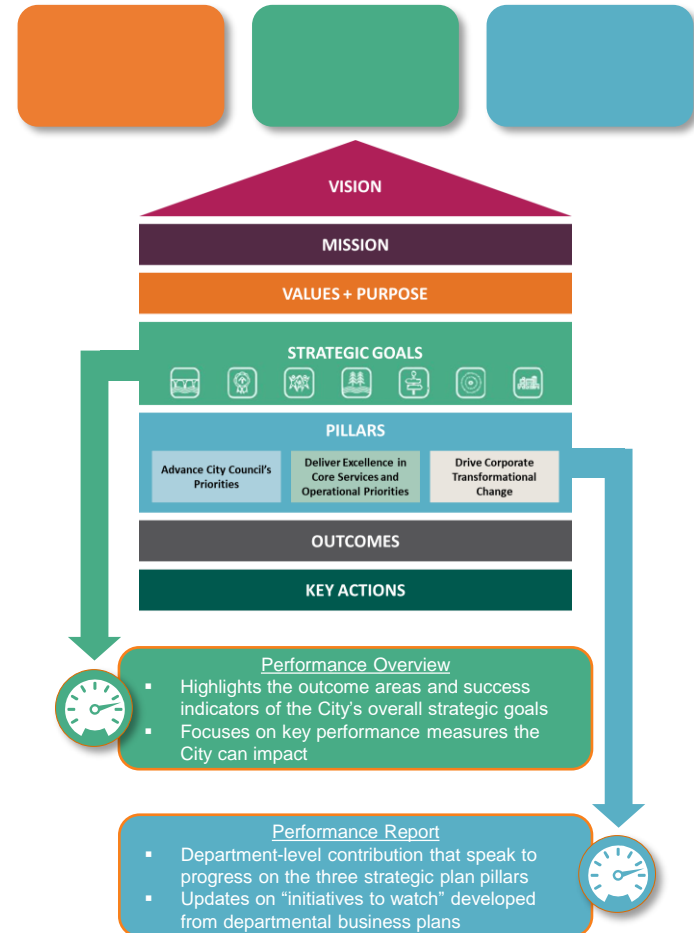 VISION
MISSION
VALUES + PURPOSE
STRATEGIC GOALS
PILLARS
Advance City Council's
Priorities
Deliver Excellence in
Core Services and
Operational Priorities
Drive Corporate
Transformational
Change
OUTCOMES
KEY ACTIONS
Performance Overview
▪ Highlights the outcome areas and success
indicators of the City's overall strategic goals
▪ Focuses on key performance measures the
City can impact
Performance Report
▪ Department-level contribution that speak to
progress on the three strategic plan pillars
▪ Updates on “initiatives to watch” developed
from departmental business plans